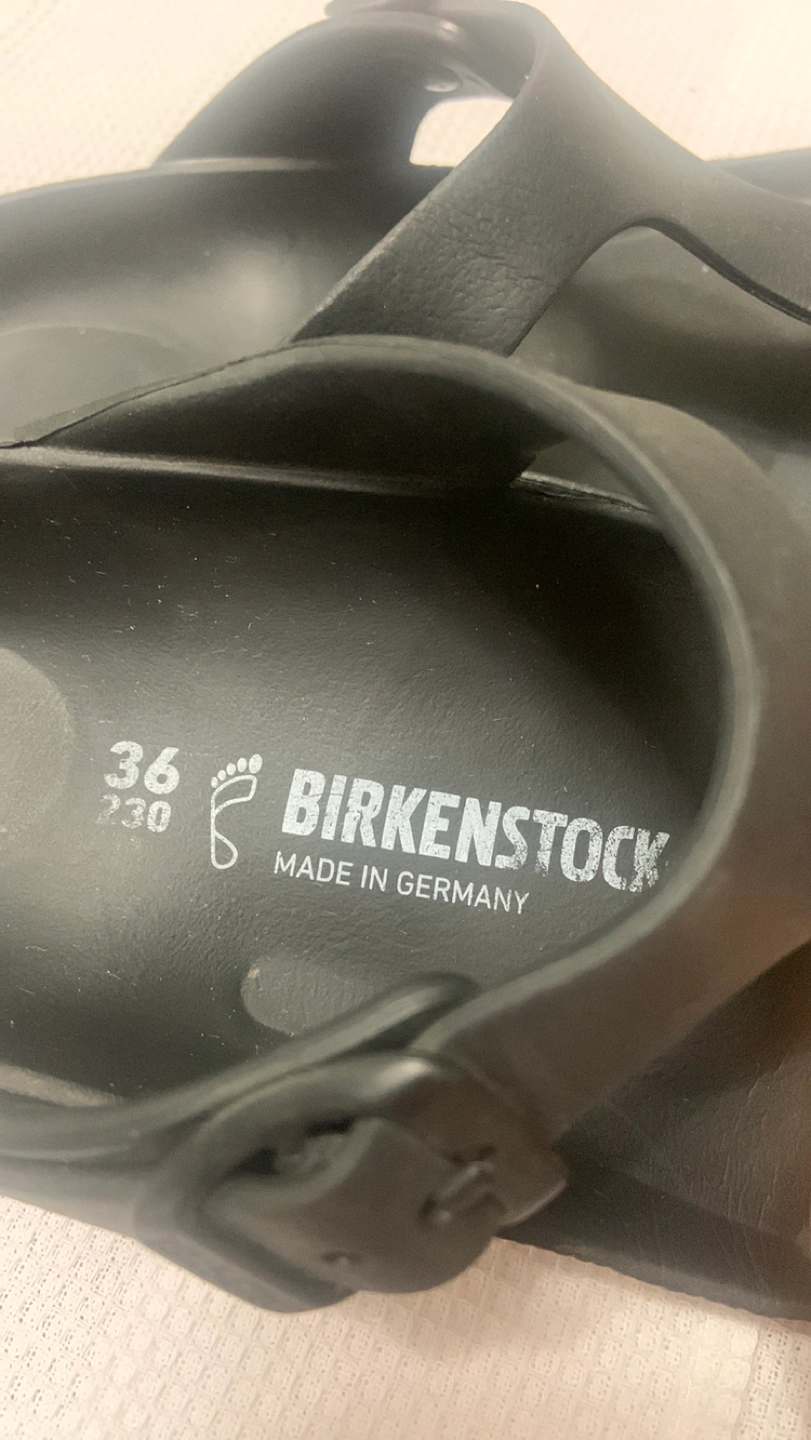 36
230
BIRKENSTOCK
MADE IN GERMANY